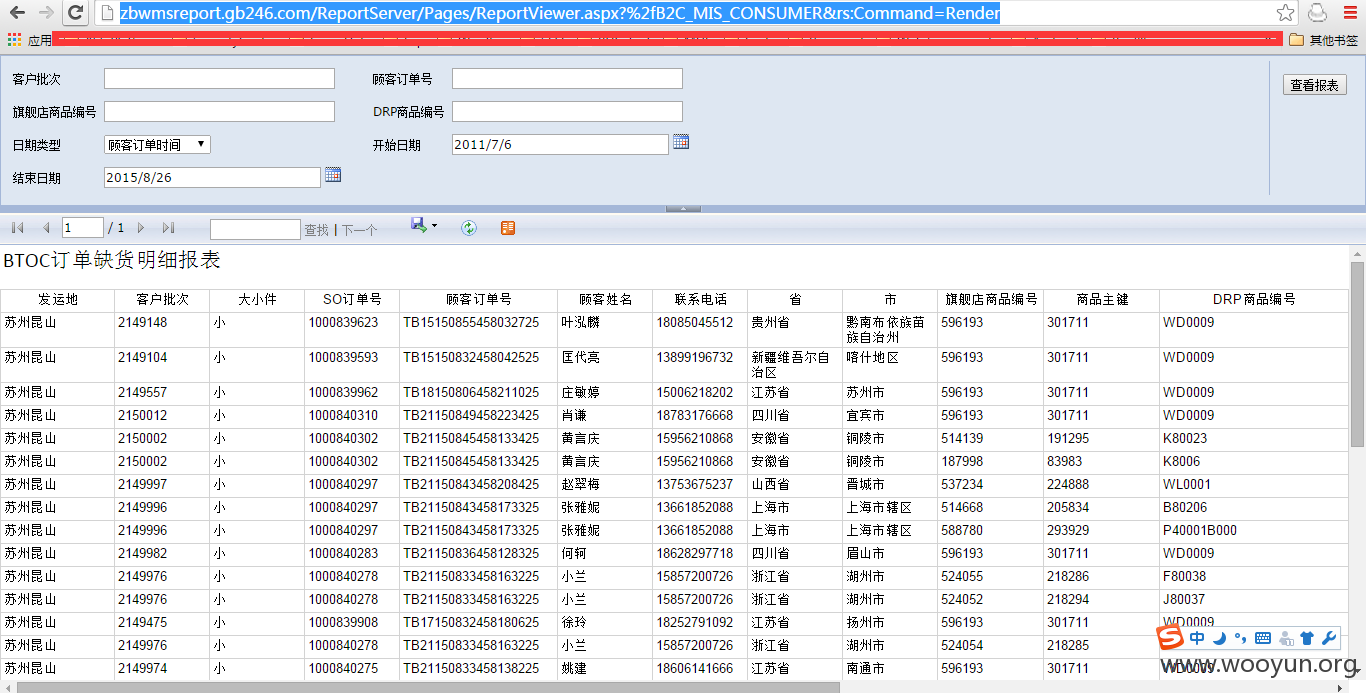 zbwmsreport.gb246.com/ReportServer/Pages/ReportViewer.aspx?%2fB2C_MIS_CONSUMER&rs:Command=Render
应用 其他书签
客户批次 顾客订单号 查看报表
旗舰店商品编号 DRP商品编号
日期类型 顾客订单时间 开始日期 2011/7/6
结束日期 2015/8/26
1 / 1 查找 | 下一个
BTOC订单缺货明细报表
发运地 客户批次 大小件 SO订单号 顾客订单号 顾客姓名 联系电话 省 市 旗舰店商品编号 商品主键 DRP商品编号
苏州昆山 2149148 小 1000839623 TB15150855458032725 叶泓麟 18085045512 贵州省 黔南布依族苗族自治州 596193 301711 WD0009
苏州昆山 2149104 小 1000839593 TB15150832458042525 匡代亮 13899196732 新疆维吾尔自治区 喀什地区 596193 301711 WD0009
苏州昆山 2149557 小 1000839962 TB18150806458211025 庄敏婷 15006218202 江苏省 苏州市 596193 301711 WD0009
苏州昆山 2150012 小 1000840310 TB21150849458223425 肖谦 18783176668 四川省 宜宾市 596193 301711 WD0009
苏州昆山 2150002 小 1000840302 TB21150845458133425 黄言庆 15956210868 安徽省 铜陵市 514139 191295 K80023
苏州昆山 2150002 小 1000840302 TB21150845458133425 黄言庆 15956210868 安徽省 铜陵市 187998 83983 K8006
苏州昆山 2149997 小 1000840297 TB21150845458208425 赵翠梅 13753675237 山西省 晋城市 537234 224888 WL0001
苏州昆山 2149996 小 1000840297 TB21150843458173325 张雅妮 13661852088 上海市 上海市辖区 514668 205834 B80206
苏州昆山 2149996 小 1000840297 TB21150843458173325 张雅妮 13661852088 上海市 上海市辖区 588780 293929 P40001B000
苏州昆山 2149982 小 1000840283 TB21150836458128325 何轲 18628297718 四川省 眉山市 596193 301711 WD0009
苏州昆山 2149976 小 1000840278 TB21150833458163225 小兰 15857200726 浙江省 湖州市 524055 218286 F80038
苏州昆山 2149976 小 1000840278 TB21150833458163225 小兰 15857200726 浙江省 湖州市 524052 218294 J80037
苏州昆山 2149475 小 1000839908 TB17150832458180625 徐玲 18252791092 江苏省 扬州市 596193 301711 WD0009
苏州昆山 2149976 小 1000840278 TB21150833458163225 小兰 15857200726 浙江省 湖州市 524054 218285
苏州昆山 2149974 小 1000840275 TB21150833458138225 姚建 18606141666 江苏省 南通市 596193 301711 WD0009
中
www.wooyun.org